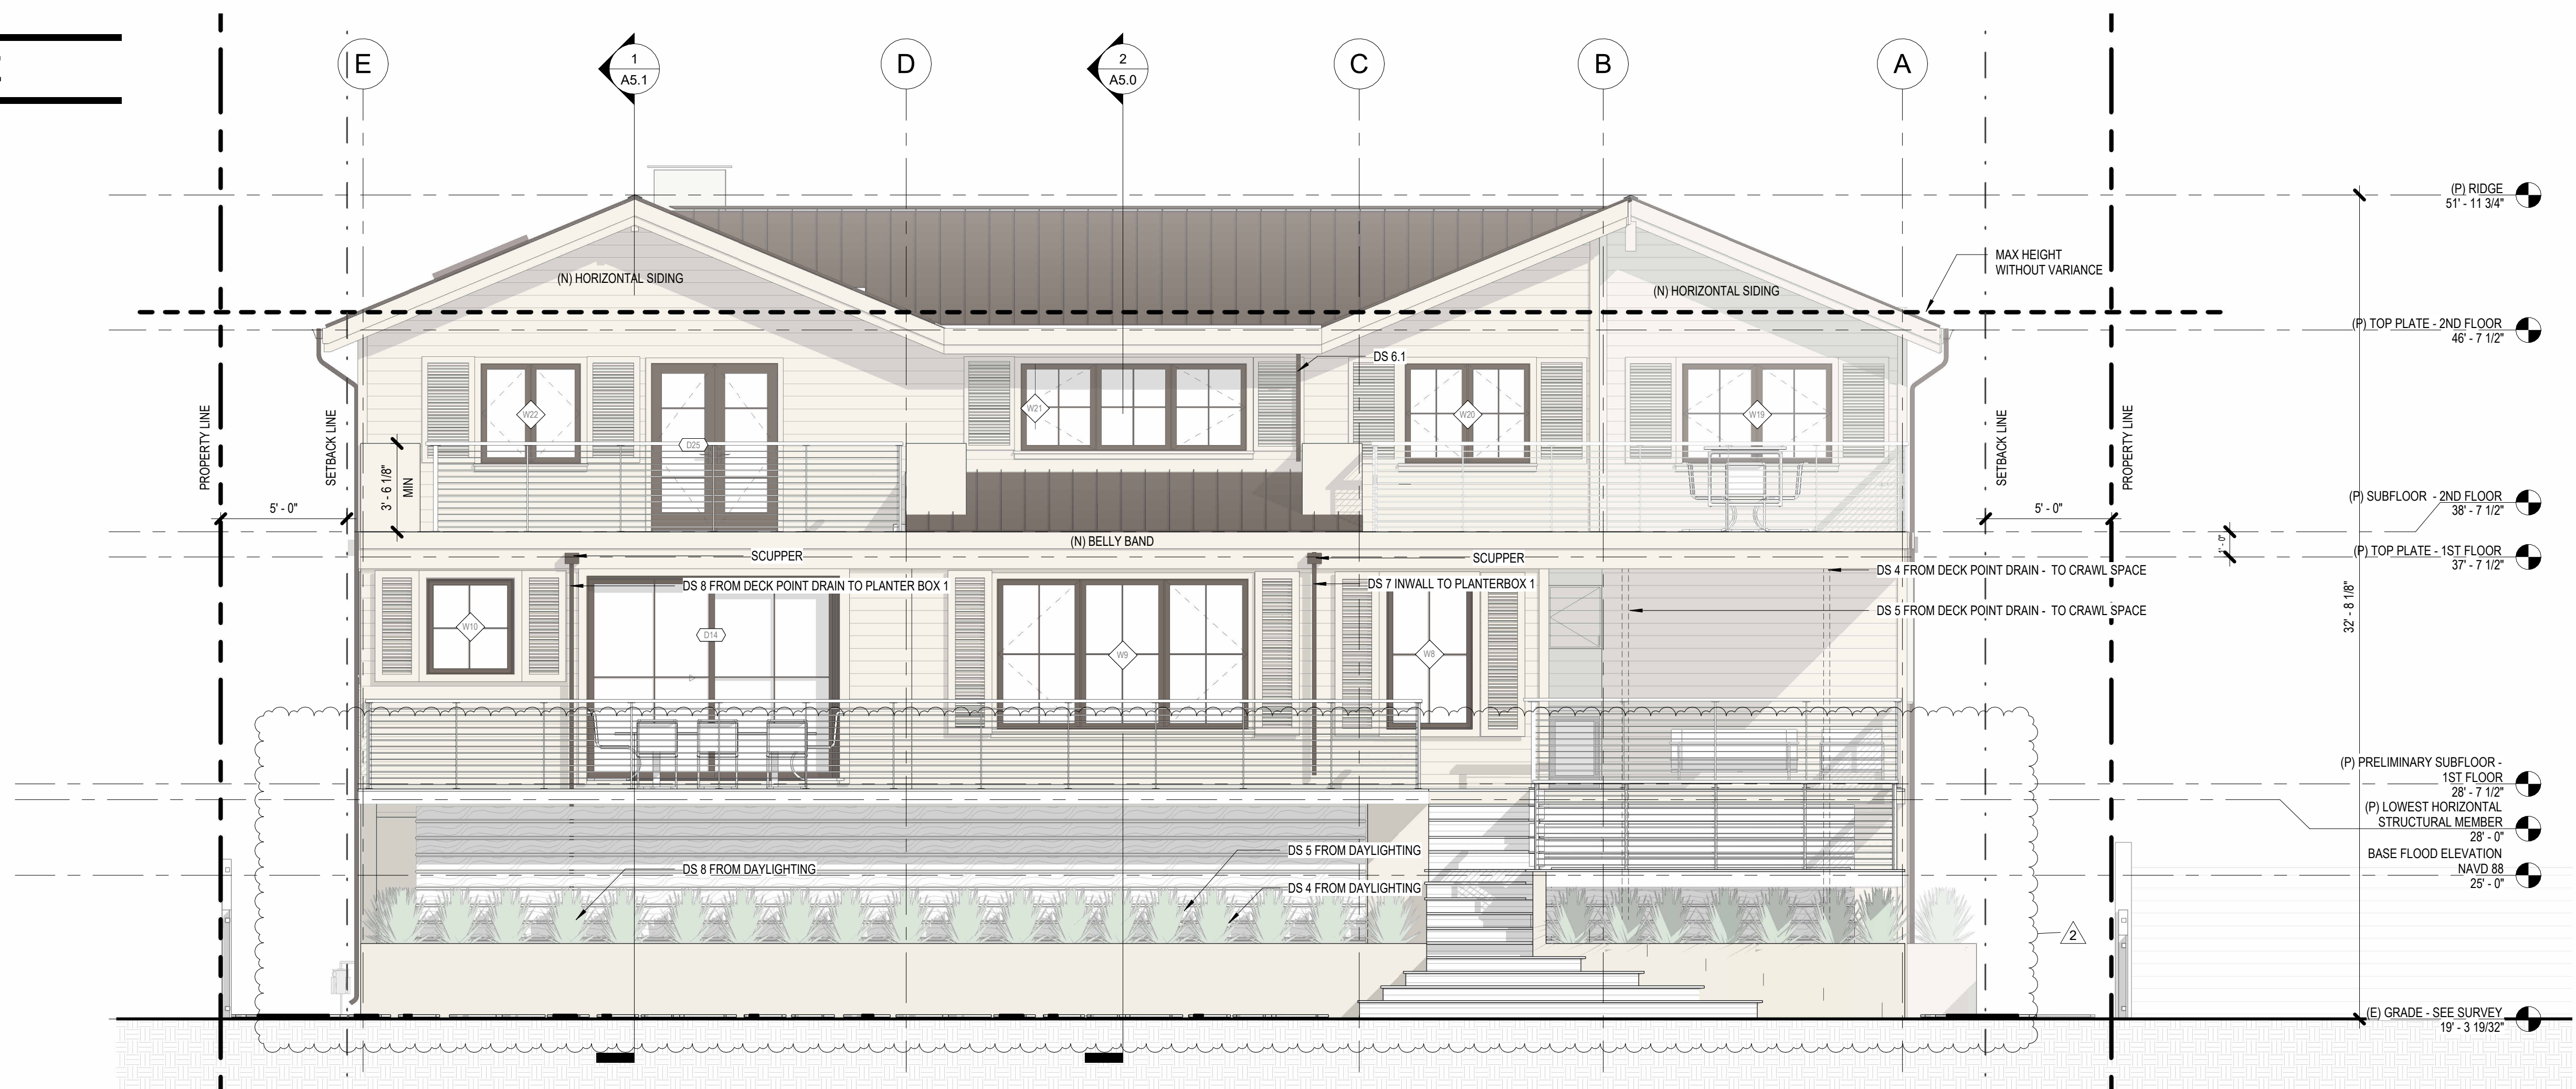 E
1
A5.1
D
2
A5.0
C
B
A
(P) RIDGE
51' - 11 3/4"
MAX HEIGHT
WITHOUT VARIANCE
(N) HORIZONTAL SIDING
(N) HORIZONTAL SIDING
(P) TOP PLATE - 2ND FLOOR
46' - 7 1/2"
DS 6.1
W22
W21
W20
W19
D25
PROPERTY LINE
SETBACK LINE
3' - 6 1/8"
MIN
SETBACK LINE
PROPERTY LINE
5' - 0"
5' - 0"
(P) SUBFLOOR - 2ND FLOOR
38' - 7 1/2"
(N) BELLY BAND
1' - 0"
SCUPPER
SCUPPER
(P) TOP PLATE - 1ST FLOOR
37' - 7 1/2"
DS 8 FROM DECK POINT DRAIN TO PLANTER BOX 1
DS 7 INWALL TO PLANTERBOX 1
DS 4 FROM DECK POINT DRAIN - TO CRAWL SPACE
DS 5 FROM DECK POINT DRAIN - TO CRAWL SPACE
32' - 8 1/8"
W10
D14
W9
W8
(P) PRELIMINARY SUBFLOOR -
1ST FLOOR
28' - 7 1/2"
(P) LOWEST HORIZONTAL
STRUCTURAL MEMBER
28' - 0"
BASE FLOOD ELEVATION
NAVD 88
25' - 0"
DS 8 FROM DAYLIGHTING
DS 5 FROM DAYLIGHTING
DS 4 FROM DAYLIGHTING
2
(E) GRADE - SEE SURVEY
19' - 3 19/32"